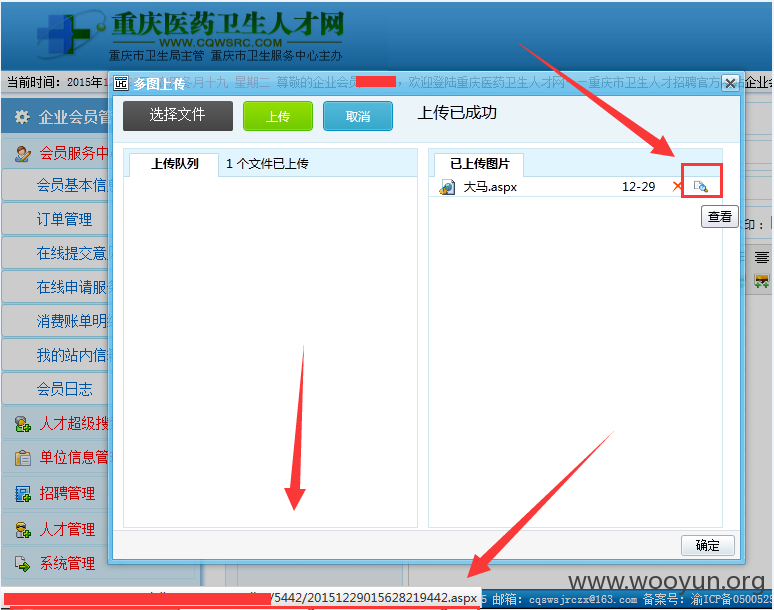 重庆医药卫生人才网
WWW.CQWSRC.COM
重庆市卫生局主管 重庆市卫生服务中心主办
当前时间：2015年1
冬月十九 星期二 尊敬的企业会员
，欢迎登陆重庆医药卫生人才网——重庆市卫生人才招聘官方
企业会
多图上传
选择文件
上传
取消
上传已成功
上传队列
1 个文件已上传
已上传图片
大马.aspx
12-29
查看
印：
确定
企业会员管
会员服务中
会员基本信
订单管理
在线提交意
在线申请服
消费账单明
我的站内信
会员日志
人才超级搜
单位信息管
招聘管理
人才管理
系统管理
www.wooyun.org
/5442/20151229015628219442.aspx
5 邮箱：cqswsjrczx@163.com 备案号：渝ICP备0500525